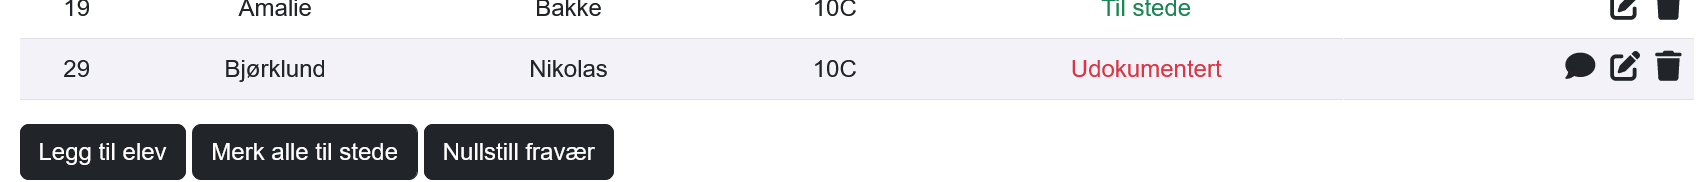 19 Amalie Bakke 10C Til stede
29 Bjørklund Nikolas 10C Udokumentert
Legg til elev Merk alle til stede Nullstill fravær